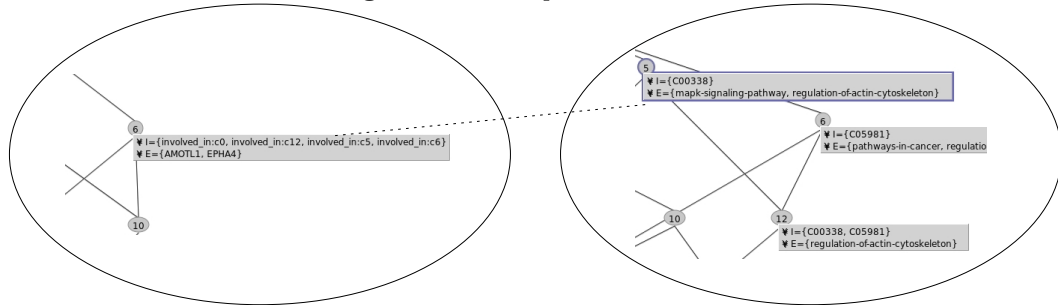 6
¥ I={involved_in:c0, involved_in:c12, involved_in:c5, involved_in:c6}
¥ E={AMOTL1, EPHA4}
10
5
¥ I={C00338}
¥ E={mapk-signaling-pathway, regulation-of-actin-cytoskeleton}
6
¥ I={C05981}
¥ E={pathways-in-cancer, regulatio
10
12
¥ I={C00338, C05981}
¥ E={regulation-of-actin-cytoskeleton}